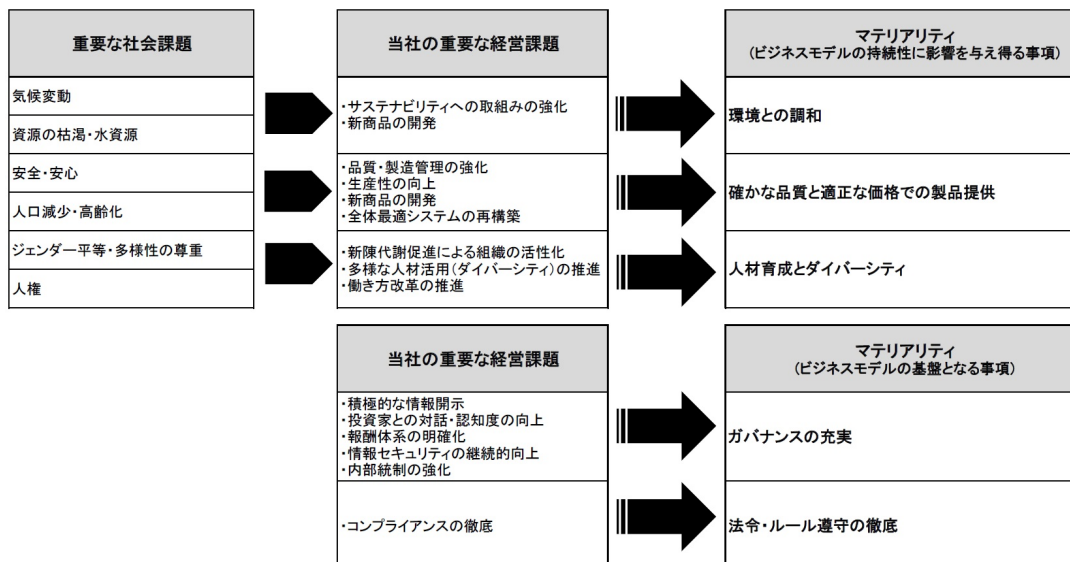 重要な社会課題
気候変動
資源の枯渇・水資源
安全・安心
人口減少・高齢化
ジェンダー平等・多様性の尊重
人権
当社の重要な経営課題
・サステナビリティへの取組みの強化
・新商品の開発
・品質・製造管理の強化
・生産性の向上
・新商品の開発
・全体最適システムの再構築
・新陳代謝促進による組織の活性化
・多様な人材活用(ダイバーシティ)の推進
・働き方改革の推進
マテリアリティ
(ビジネスモデルの持続性に影響を与え得る事項)
環境との調和
確かな品質と適正な価格での製品提供
人材育成とダイバーシティ
当社の重要な経営課題
・積極的な情報開示
・投資家との対話・認知度の向上
・報酬体系の明確化
・情報セキュリティの継続的向上
・内部統制の強化
・コンプライアンスの徹底
マテリアリティ
(ビジネスモデルの基盤となる事項)
ガバナンスの充実
法令・ルール遵守の徹底